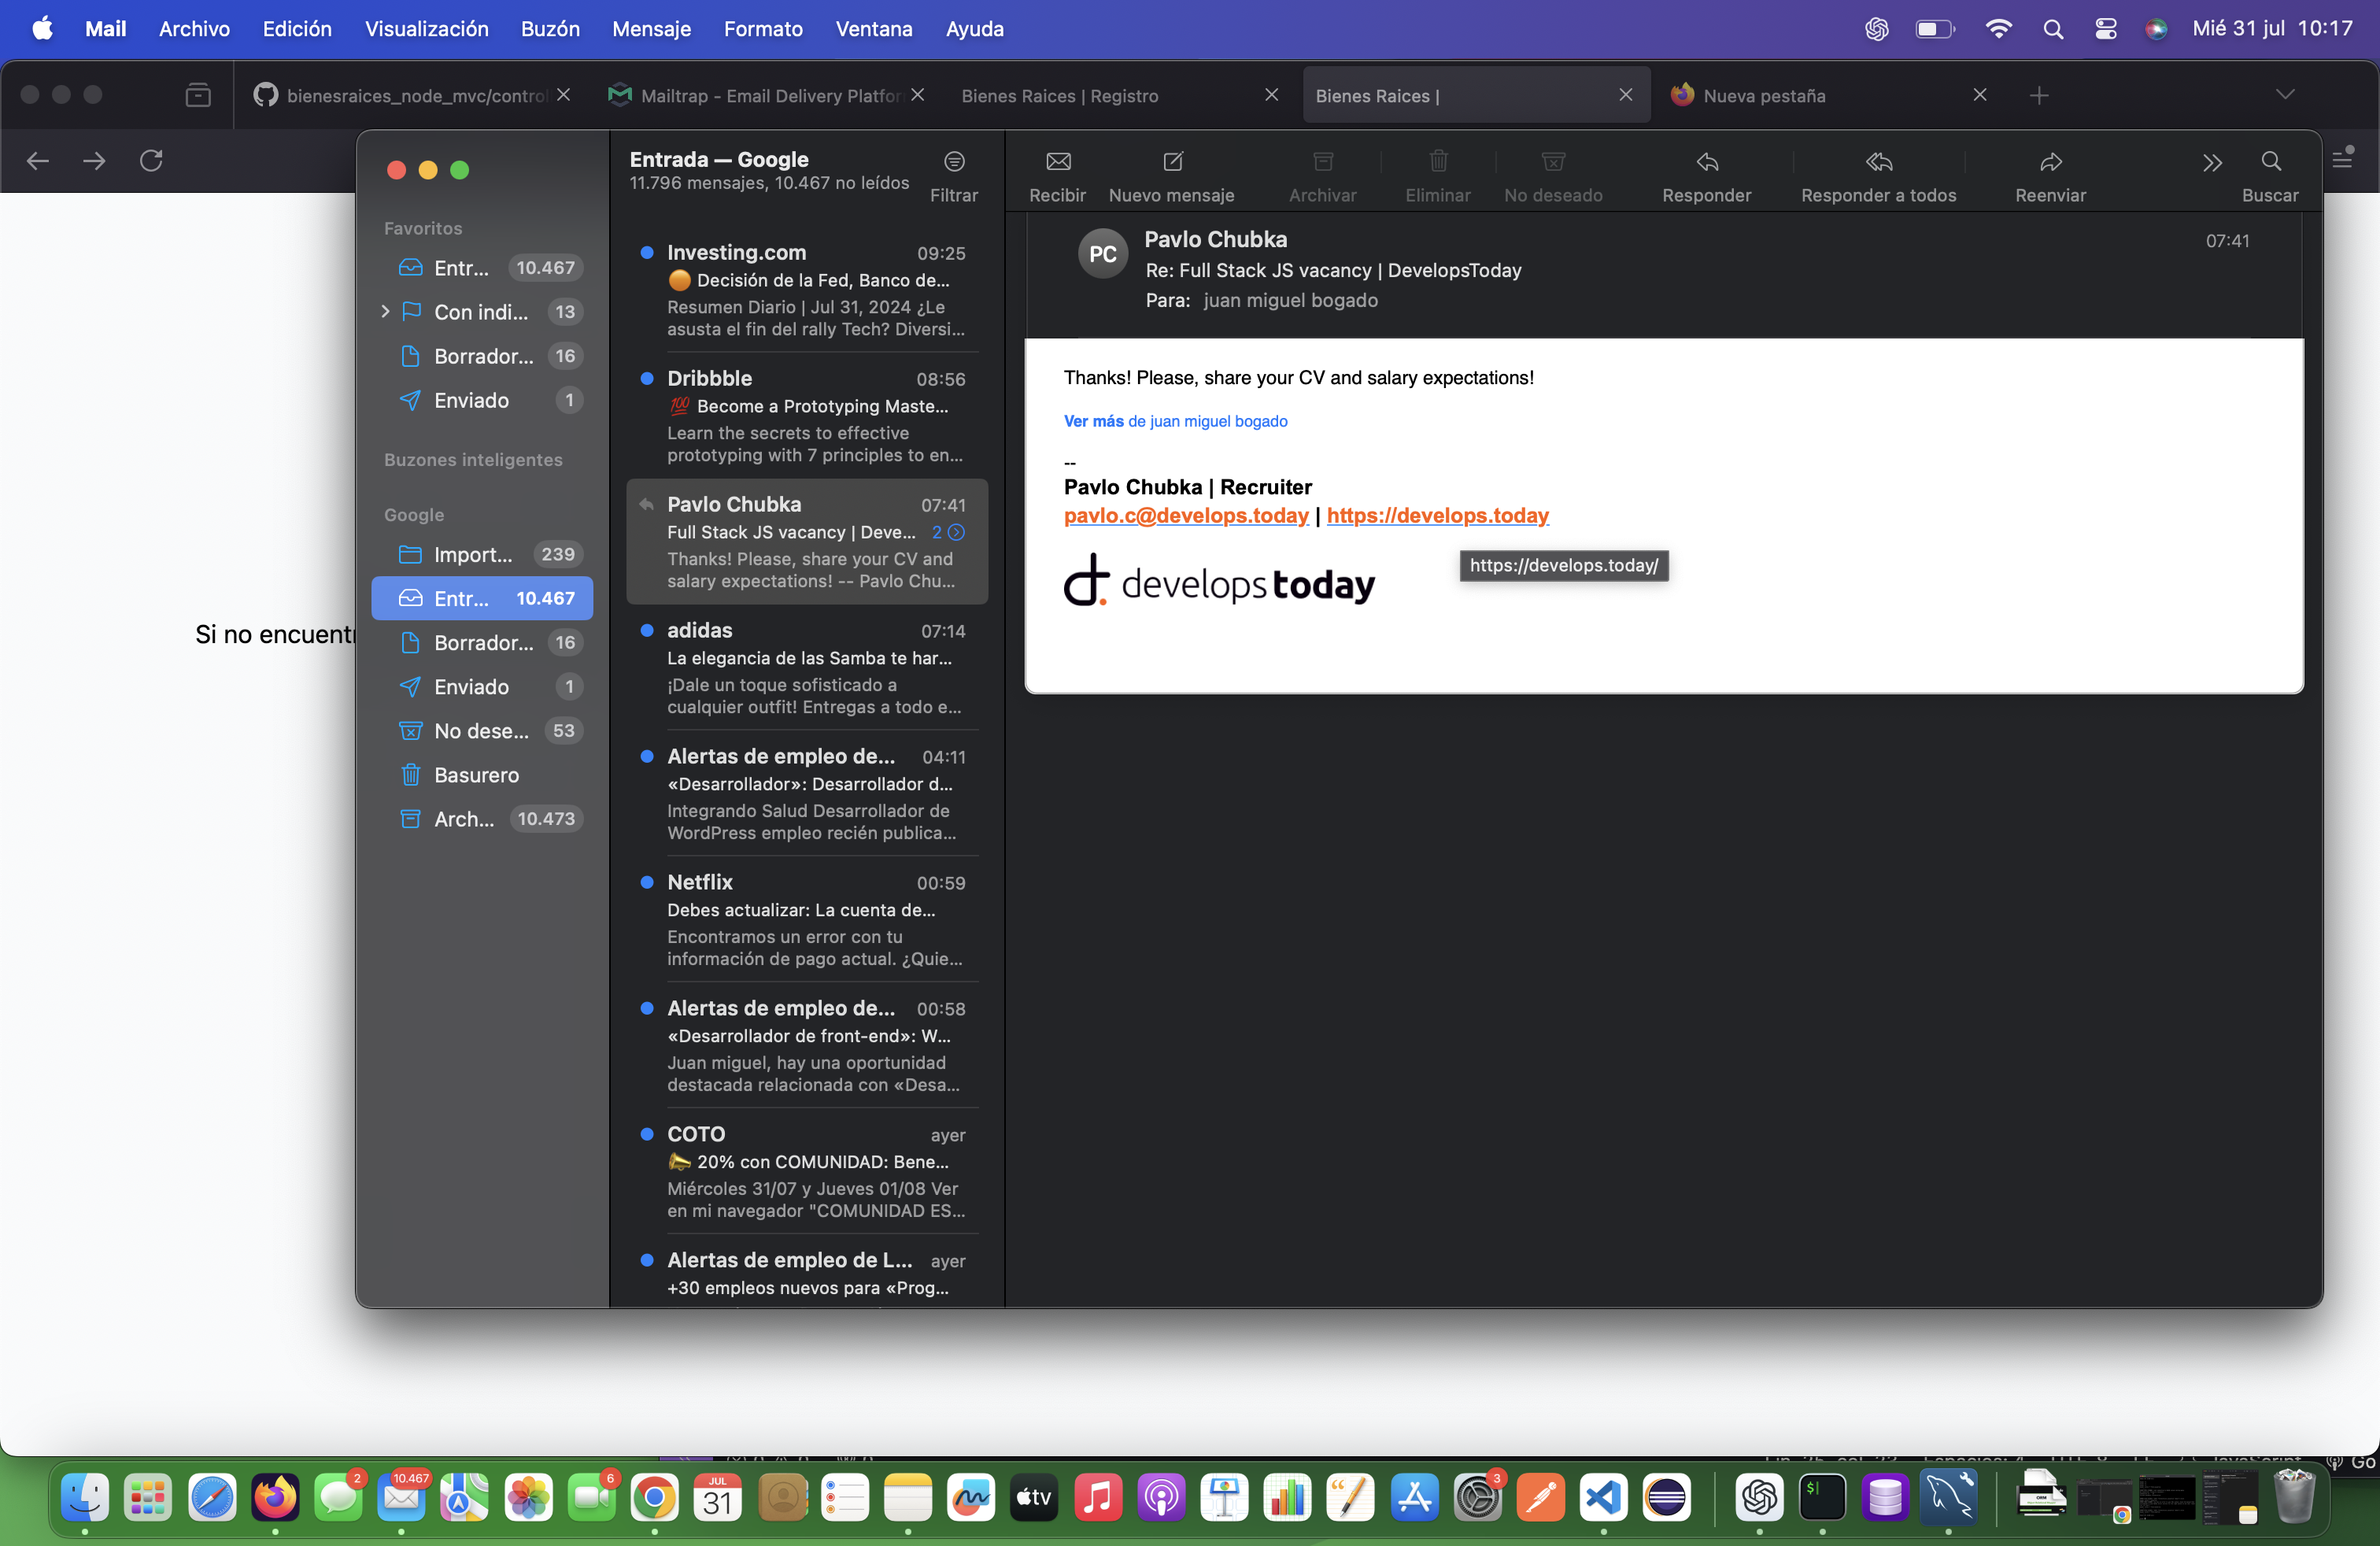 Mail Archivo Edición Visualización Buzón Mensaje Formato Ventana Ayuda
Mié 31 jul 10:17
bienesraices_node_mvc/control
Mailtrap - Email Delivery Platfor
Bienes Raices | Registro
Bienes Raices |
Nueva pestaña
Si no encuentr
Favoritos
Entr... 10.467
Con indi... 13
Borrador... 16
Enviado 1
Buzones inteligentes
Google
Import... 239
Entr... 10.467
Borrador... 16
Enviado 1
No dese... 53
Basurero
Arch... 10.473
Entrada — Google
11.796 mensajes, 10.467 no leídos
Filtrar
Investing.com 09:25
Decisión de la Fed, Banco de...
Resumen Diario | Jul 31, 2024 ¿Le
asusta el fin del rally Tech? Diversi...
Dribbble 08:56
💯 Become a Prototyping Maste...
Learn the secrets to effective
prototyping with 7 principles to en...
Pavlo Chubka 07:41
Full Stack JS vacancy | Deve... 2
Thanks! Please, share your CV and
salary expectations! -- Pavlo Chu...
adidas 07:14
La elegancia de las Samba te har...
¡Dale un toque sofisticado a
cualquier outfit! Entregas a todo e...
Alertas de empleo de... 04:11
«Desarrollador»: Desarrollador d...
Integrando Salud Desarrollador de
WordPress empleo recién publica...
Netflix 00:59
Debes actualizar: La cuenta de...
Encontramos un error con tu
información de pago actual. ¿Quie...
Alertas de empleo de... 00:58
«Desarrollador de front-end»: W...
Juan miguel, hay una oportunidad
destacada relacionada con «Desa...
COTO ayer
20% con COMUNIDAD: Bene...
Miércoles 31/07 y Jueves 01/08 Ver
en mi navegador "COMUNIDAD ES...
Alertas de empleo de L... ayer
+30 empleos nuevos para «Prog...
Recibir Nuevo mensaje Archivar Eliminar No deseado Responder Responder a todos Reenviar Buscar
PC
Pavlo Chubka 07:41
Re: Full Stack JS vacancy | DevelopsToday
Para: juan miguel bogado
Thanks! Please, share your CV and salary expectations!
Ver más de juan miguel bogado
--
Pavlo Chubka | Recruiter
pavlo.c@develops.today | https://develops.today
https://develops.today/
d. develops today
Go
2
10.467
6
JUL
31
tv
3
$